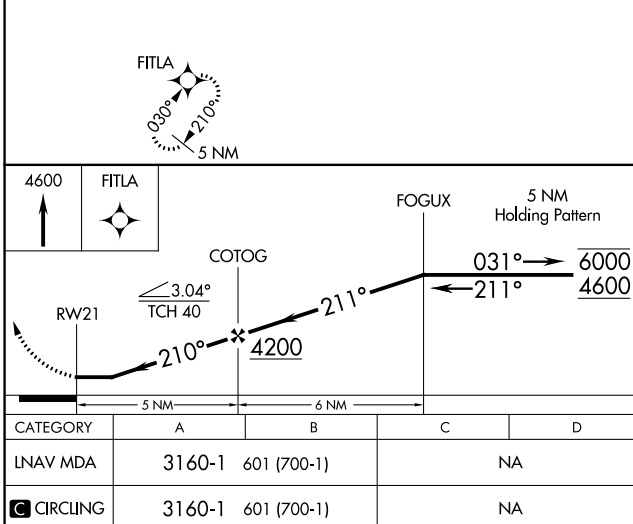 FITLA
030°
210°
5 NM
4600
FITLA
FOGUX
5 NM
Holding Pattern
COTOG
031°
6000
211°
4600
3.04°
TCH 40
211°
RW21
210°
4200
5 NM
6 NM
CATEGORY A B C D
LNAV MDA 3160-1 601 (700-1) NA
C CIRCLING 3160-1 601 (700-1) NA